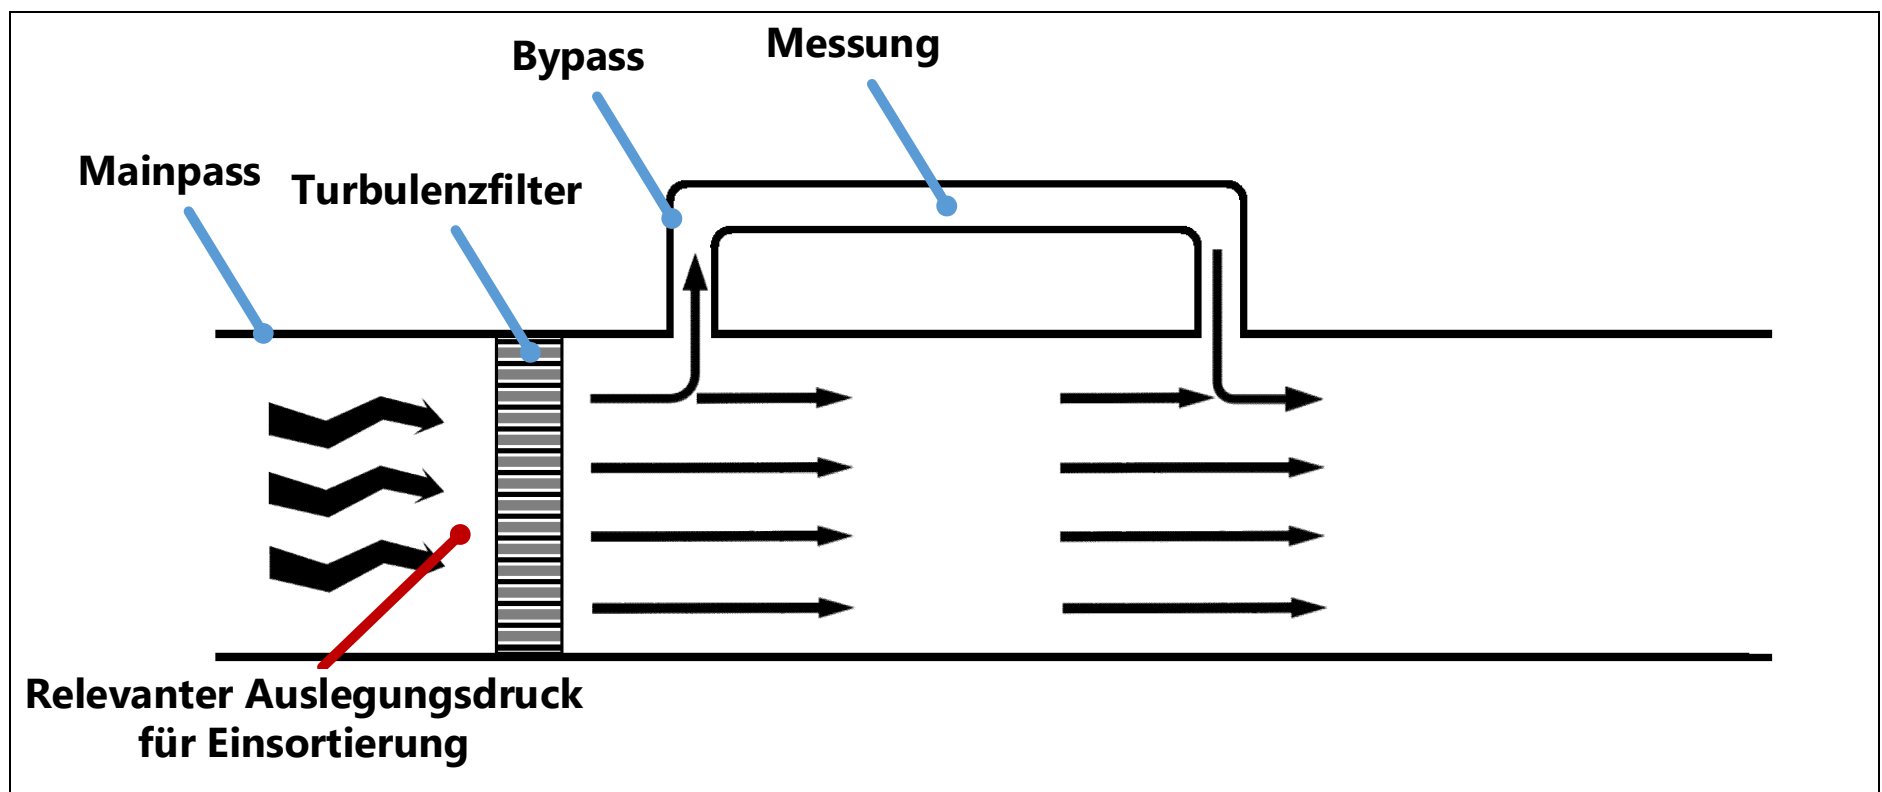 Messung
Bypass
Mainpass
Turbulenzfilter
Relevanter Auslegungsdruck
für Einsortierung